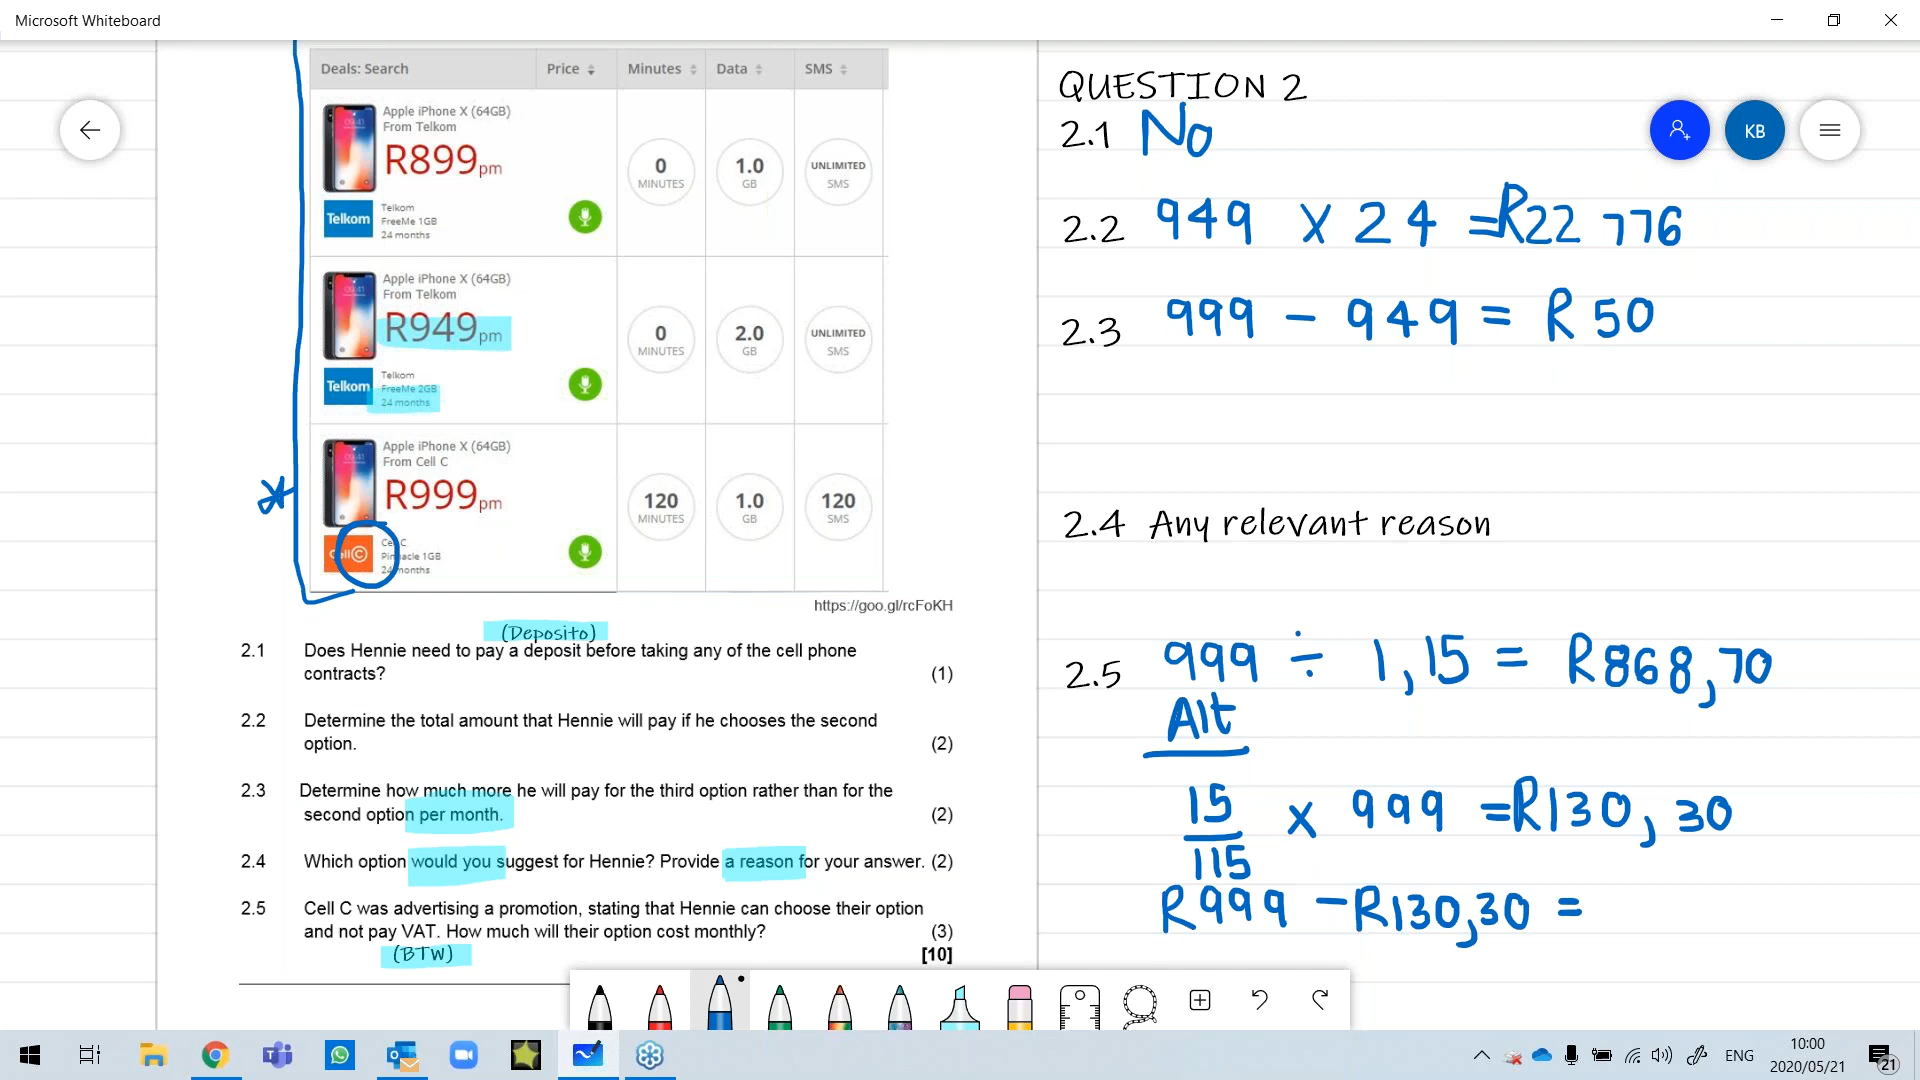 Microsoft Whiteboard
Deals: Search Price Minutes Data SMS
Apple iPhone X (64GB)
From Telkom
R899pm
0
MINUTES
1.0
GB
UNLIMITED
SMS
Telkom
Telkom
FreeMe 1GB
24 months
Apple iPhone X (64GB)
From Telkom
R949pm
0
MINUTES
2.0
GB
UNLIMITED
SMS
Telkom
Telkom
FreeMe 2GB
24 months
Apple iPhone X (64GB)
From Cell C
R999pm
120
MINUTES
1.0
GB
120
SMS
Cell C
Cell C
Pinnacle 1GB
24 months
https://goo.gl/rcFoKH
(Deposito)
2.1 Does Hennie need to pay a deposit before taking any of the cell phone
contracts? (1)
2.2 Determine the total amount that Hennie will pay if he chooses the second
option. (2)
2.3 Determine how much more he will pay for the third option rather than for the
second option per month. (2)
2.4 Which option would you suggest for Hennie? Provide a reason for your answer. (2)
2.5 Cell C was advertising a promotion, stating that Hennie can choose their option
and not pay VAT. How much will their option cost monthly? (3)
(BTW) [10]
QUESTION 2
2.1 No
KB
2.2 949 x 24 =R22 776
2.3 999 - 949 = R50
2.4 Any relevant reason
2.5 999 ÷ 1,15 = R868,70
Alt
15
115
x 999 =R130,30
R999 -R130,30 =
ENG
10:00
2020/05/21
21